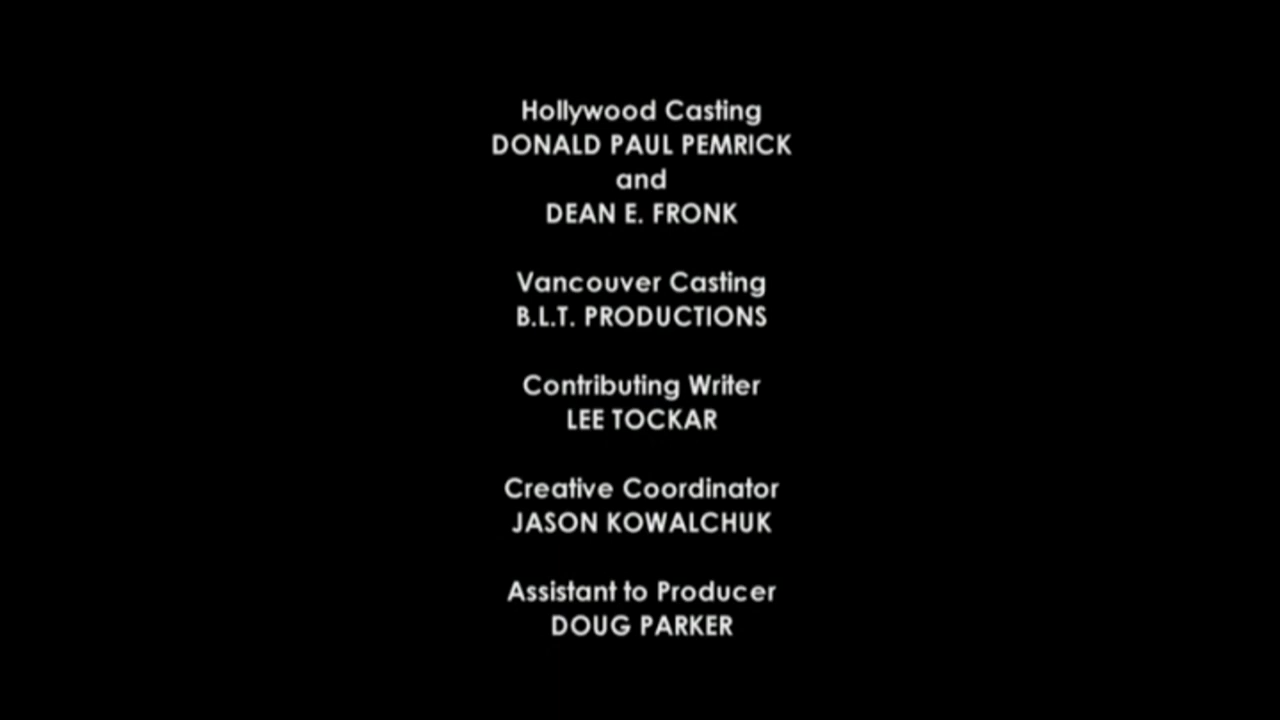 Hollywood Casting
DONALD PAUL PEMRICK
and
DEAN E. FRONK
Vancouver Casting
B.L.T. PRODUCTIONS
Contributing Writer
LEE TOCKAR
Creative Coordinator
JASON KOWALCHUK
Assistant to Producer
DOUG PARKER